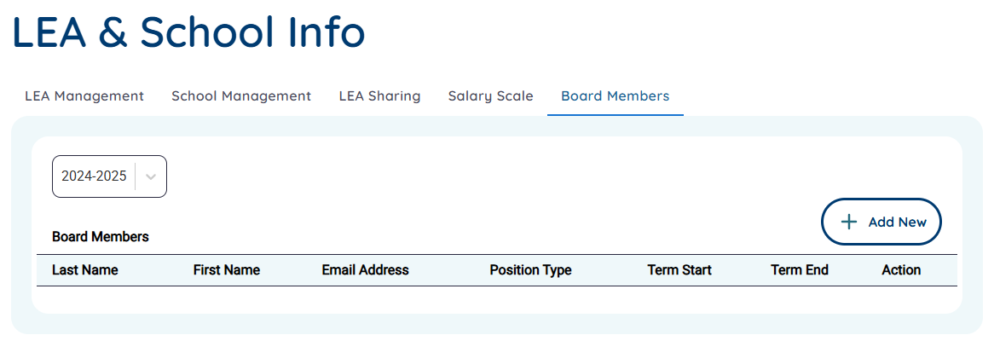 LEA & School Info
LEA Management School Management LEA Sharing Salary Scale Board Members
2024-2025
Add New
Board Members
Last Name First Name Email Address Position Type Term Start Term End Action